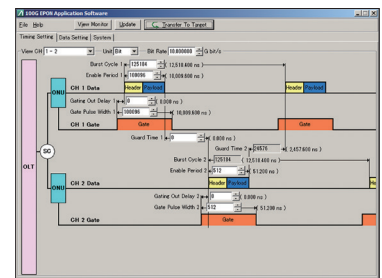 100G EPON Application Software
File Help View Monitor Update Transfer To Target
Timing Setting Data Setting System
View CH 1 - 2 Unit Bit Bit Rate 10.000000 G bit/s
Burst Cycle 1 125184 ( 12,518.400 ns )
Enable Period 1 100096 ( 10,009.600 ns )
ONU CH 1 Data Header Payload Header Payload
Gating Out Delay 1 0 ( 0.000 ns )
Gate Pulse Width 1 100096 ( 10,009.600 ns )
CH 1 Gate Gate Gate
Guard Time 1 0 ( 0.000 ns )
SG
Guard Time 2 24576 ( 2,457.600 ns )
Burst Cycle 2 125184 ( 12,518.400 ns )
OLT
Enable Period 2 512 ( 51.200 ns )
ONU CH 2 Data Header Payload He
Gating Out Delay 2 0 ( 0.000 ns )
Gate Pulse Width 2 512 ( 51.200 ns )
CH 2 Gate Gate